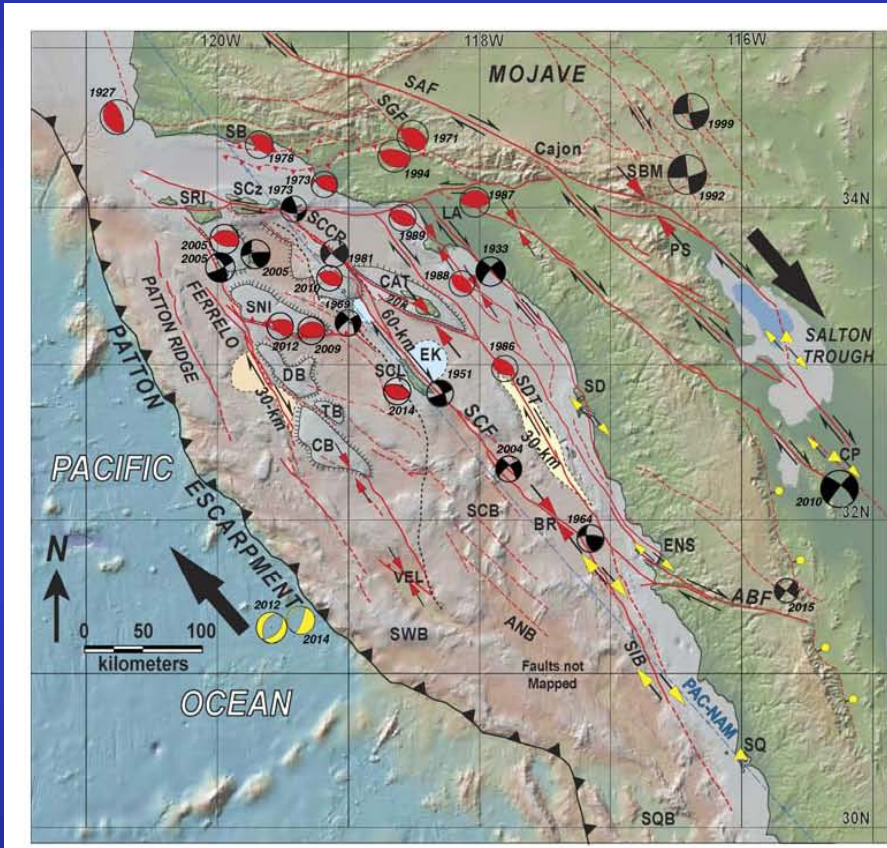 120W
118W
116W
MOJAVE
1927
SAF
SGF
1971
1999
SB
1978
1994
Cajon
SBM
1992
1973
SCz
1973
SRI
SCCR
LA
1987
34N
1989
PS
2005
2005
2005
1981
1933
2010
CAT
1988
20k
SALTON
TROUGH
PATTON RIDGE
FERRELO
SNI
1969
60-km
2012
2009
EK
1986
DB
SCL
1951
SDT
SD
PATTON
30-km
2014
TB
CB
SCF
30-km
CP
2004
2010
PACIFIC
ESCARPMENT
SCB
BR
1964
32N
N
ENS
VEL
ABF
2015
2012
2014
0 50 100
kilometers
SWB
ANB
SIB
Faults not
Mapped
PAC-NAM
OCEAN
SQ
SQB
30N